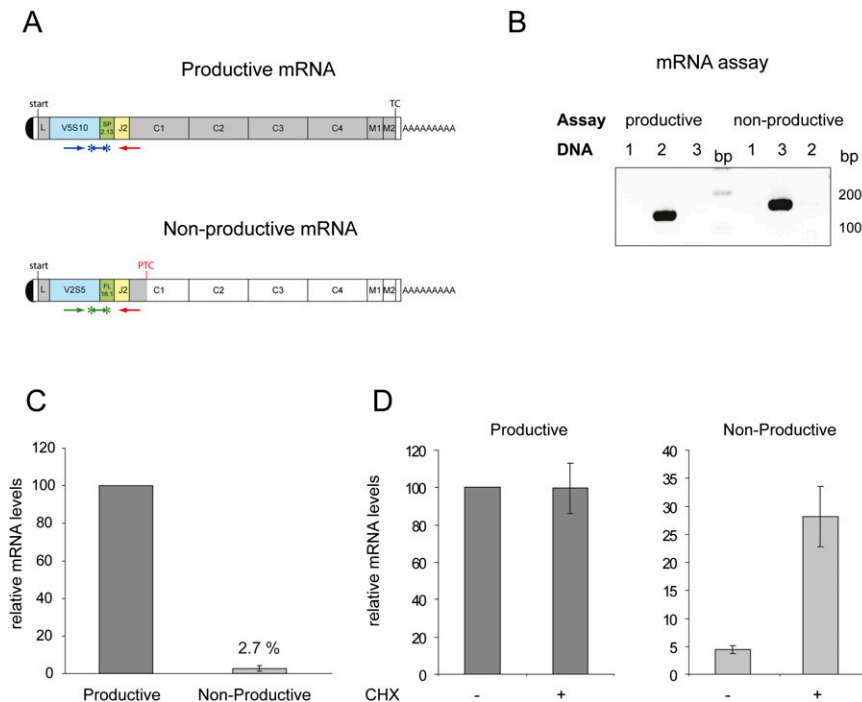 A
Productive mRNA
start
TC
L V5S10 SP 2.13 J2 C1 C2 C3 C4 M1 M2 AAAAAAAAA
Non-productive mRNA
start
PTC
L V2S5 FL 16.1 J2 C1 C2 C3 C4 M1 M2 AAAAAAAAA
B
mRNA assay
Assay productive non-productive
DNA 1 2 3 bp 1 3 2 bp
200
100
C
relative mRNA levels
120
100
80
60
40
20
0
2.7 %
Productive Non-Productive
D
Productive
relative mRNA levels
120
100
80
60
40
20
0
CHX - +
Non-Productive
40
35
30
25
20
15
10
5
0
- +